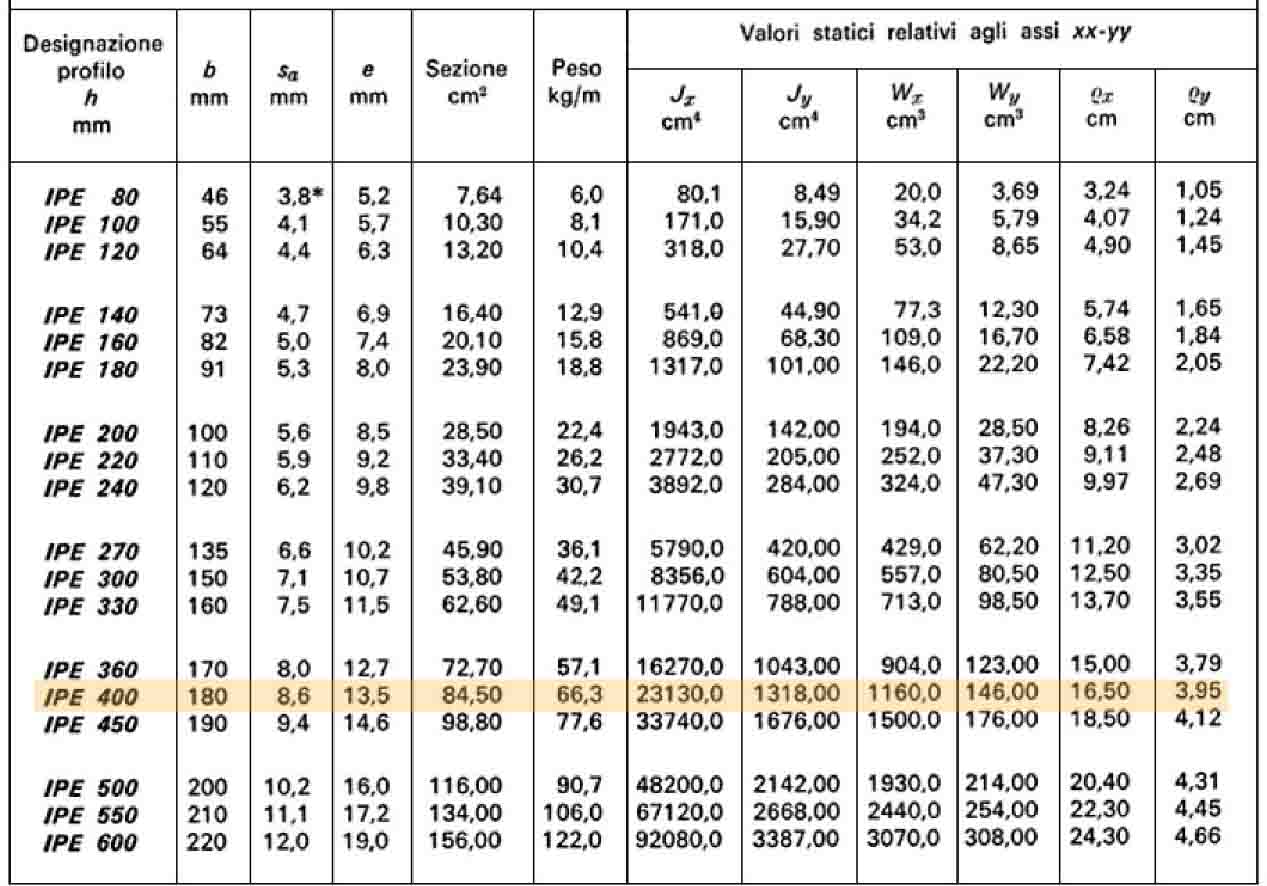 Valori statici relativi agli assi xx-yy
Designazione profilo h mm b mm sa mm e mm Sezione cm² Peso kg/m Jx cm⁴ Jy cm⁴ Wx cm³ Wy cm³ ϱx cm ϱy cm
IPE 80 46 3,8* 5,2 7,64 6,0 80,1 8,49 20,0 3,69 3,24 1,05
IPE 100 55 4,1 5,7 10,30 8,1 171,0 15,90 34,2 5,79 4,07 1,24
IPE 120 64 4,4 6,3 13,20 10,4 318,0 27,70 53,0 8,65 4,90 1,45
IPE 140 73 4,7 6,9 16,40 12,9 541,0 44,90 77,3 12,30 5,74 1,65
IPE 160 82 5,0 7,4 20,10 15,8 869,0 68,30 109,0 16,70 6,58 1,84
IPE 180 91 5,3 8,0 23,90 18,8 1317,0 101,00 146,0 22,20 7,42 2,05
IPE 200 100 5,6 8,5 28,50 22,4 1943,0 142,00 194,0 28,50 8,26 2,24
IPE 220 110 5,9 9,2 33,40 26,2 2772,0 205,00 252,0 37,30 9,11 2,48
IPE 240 120 6,2 9,8 39,10 30,7 3892,0 284,00 324,0 47,30 9,97 2,69
IPE 270 135 6,6 10,2 45,90 36,1 5790,0 420,00 429,0 62,20 11,20 3,02
IPE 300 150 7,1 10,7 53,80 42,2 8356,0 604,00 557,0 80,50 12,50 3,35
IPE 330 160 7,5 11,5 62,60 49,1 11770,0 788,00 713,0 98,50 13,70 3,55
IPE 360 170 8,0 12,7 72,70 57,1 16270,0 1043,00 904,0 123,00 15,00 3,79
IPE 400 180 8,6 13,5 84,50 66,3 23130,0 1318,00 1160,0 146,00 16,50 3,95
IPE 450 190 9,4 14,6 98,80 77,6 33740,0 1676,00 1500,0 176,00 18,50 4,12
IPE 500 200 10,2 16,0 116,00 90,7 48200,0 2142,00 1930,0 214,00 20,40 4,31
IPE 550 210 11,1 17,2 134,00 106,0 67120,0 2668,00 2440,0 254,00 22,30 4,45
IPE 600 220 12,0 19,0 156,00 122,0 92080,0 3387,00 3070,0 308,00 24,30 4,66